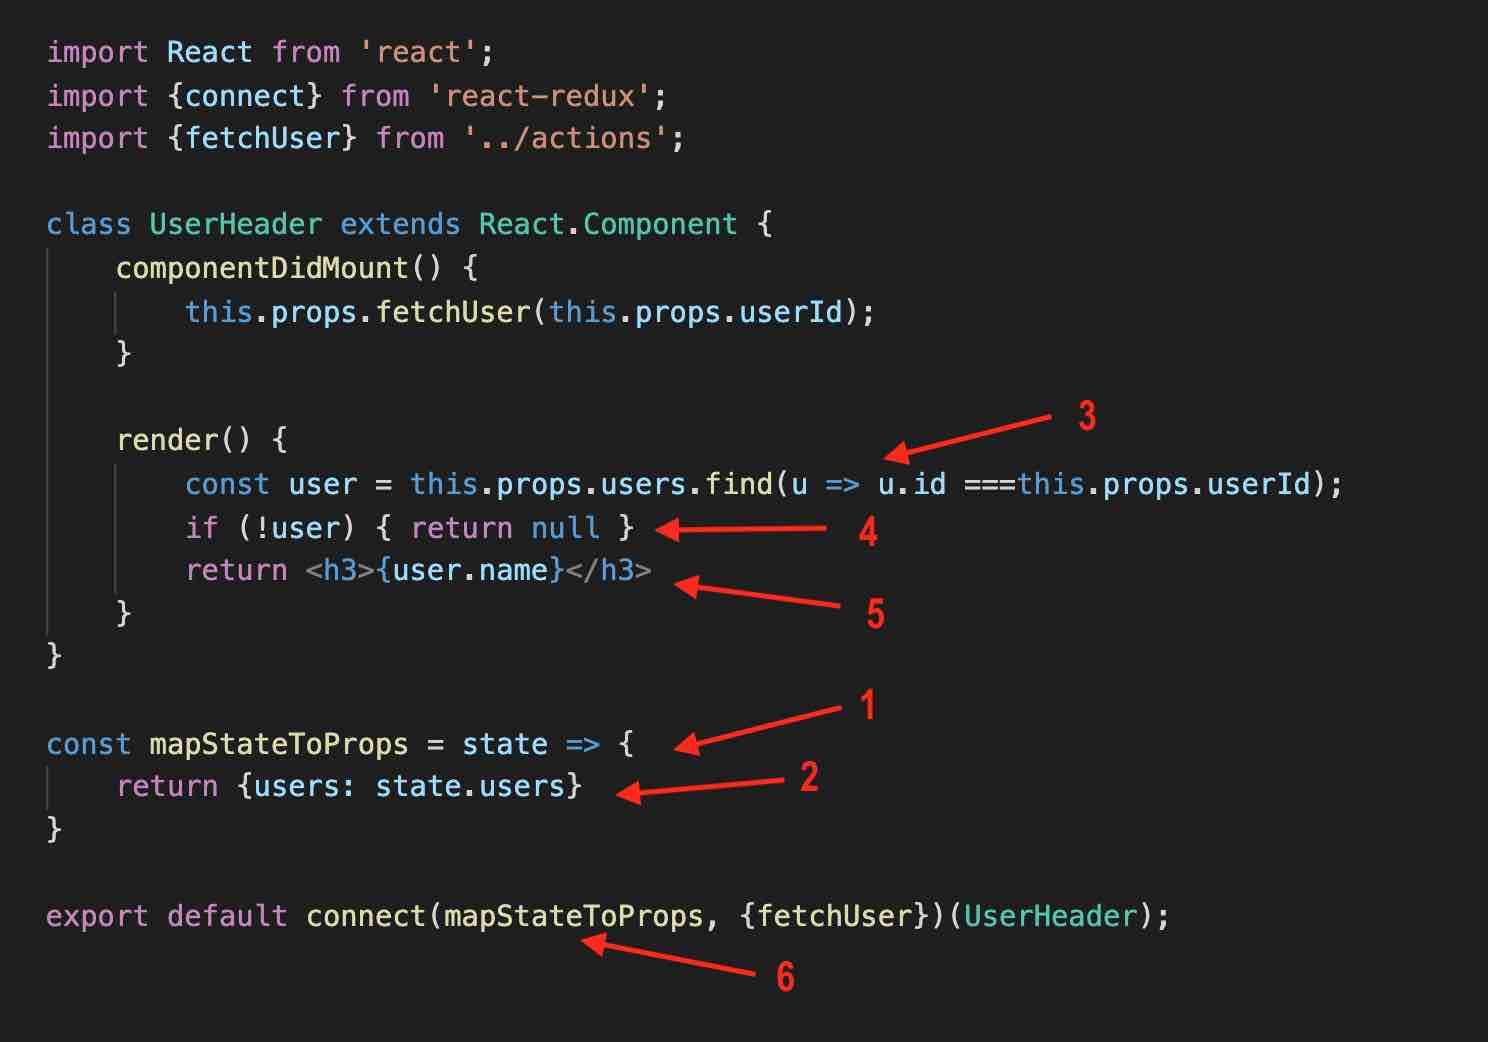 import React from 'react';
import {connect} from 'react-redux';
import {fetchUser} from '../actions';
class UserHeader extends React.Component {
componentDidMount() {
this.props.fetchUser(this.props.userId);
}
3
render() {
const user = this.props.users.find(u => u.id ===this.props.userId);
if (!user) { return null } 4
return <h3>{user.name}</h3>
5
}
}
1
const mapStateToProps = state => {
return {users: state.users} 2
}
export default connect(mapStateToProps, {fetchUser})(UserHeader);
6